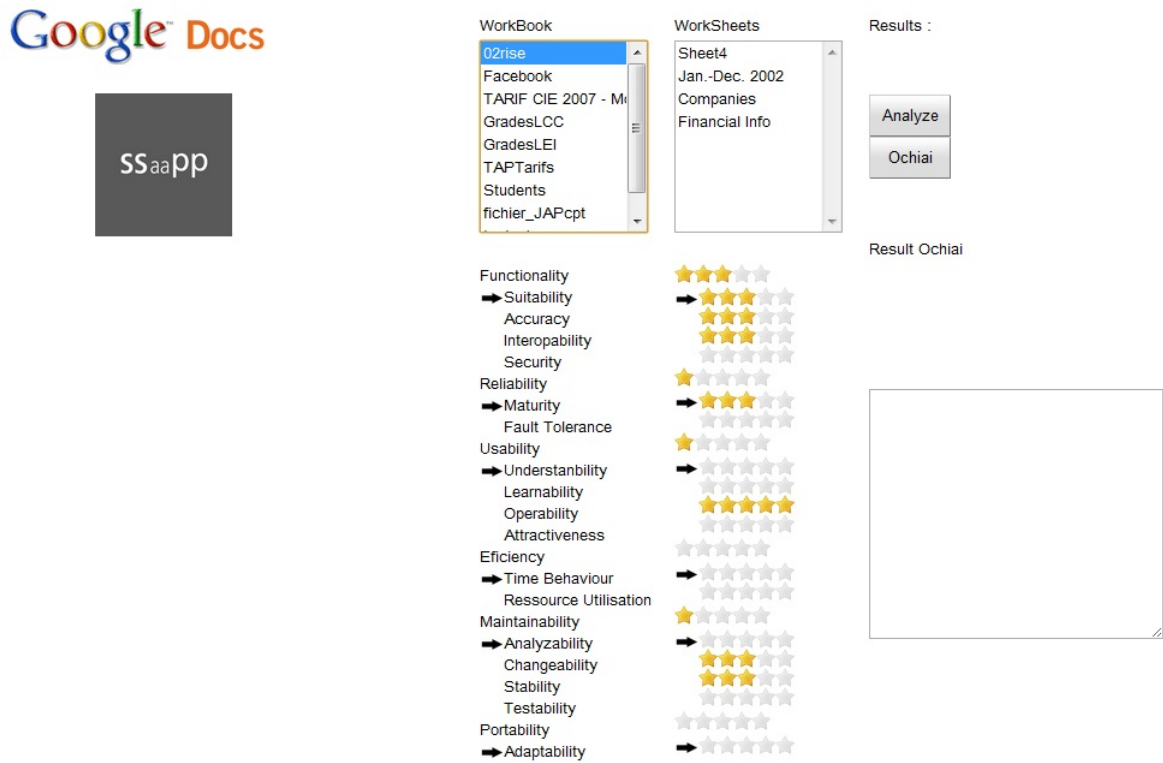 Google™ Docs
ssaapp
WorkBook
02rise
Facebook
TARIF CIE 2007 - Mo
GradesLCC
GradesLEI
TAPTarifs
Students
fichier_JAPcpt
WorkSheets
Sheet4
Jan.-Dec. 2002
Companies
Financial Info
Results :
Analyze
Ochiai
Result Ochiai
Functionality
Suitability
Accuracy
Interopability
Security
Reliability
Maturity
Fault Tolerance
Usability
Understanbility
Learnability
Operability
Attractiveness
Eficiency
Time Behaviour
Ressource Utilisation
Maintainability
Analyzability
Changeability
Stability
Testability
Portability
Adaptability